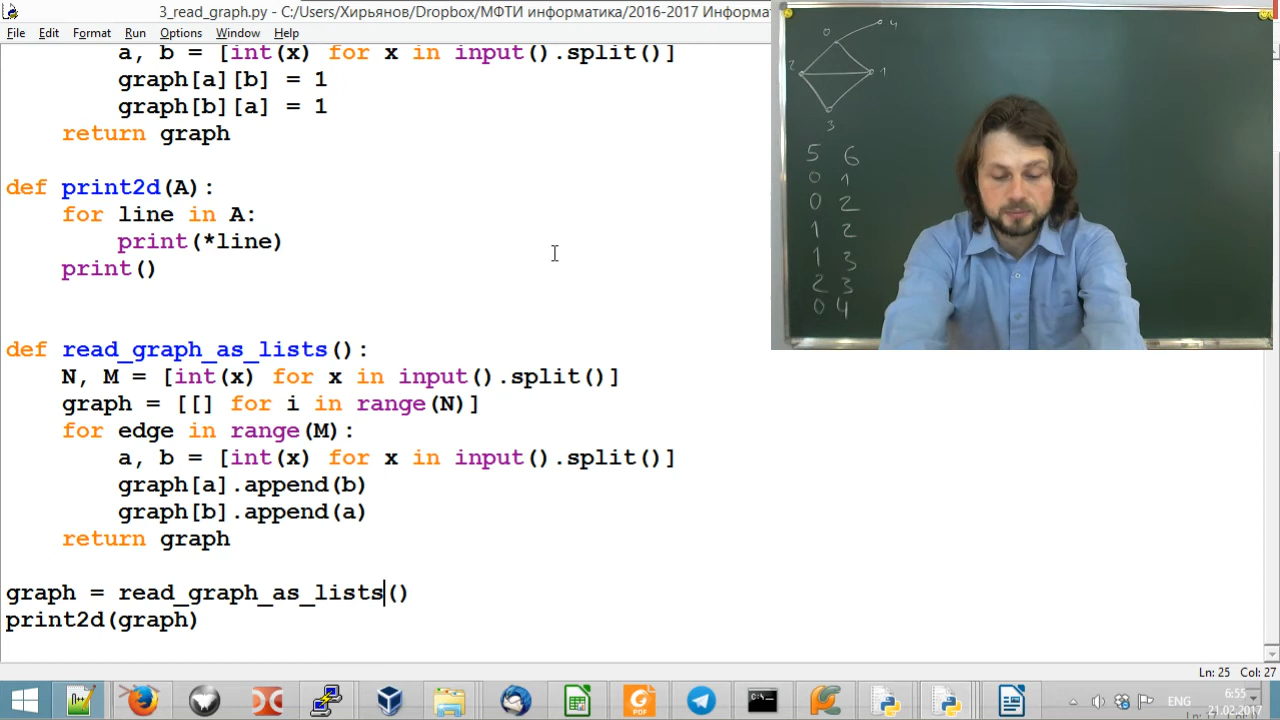 3_read_graph.py - C:/Users/Хирьянов/Dropbox/МФТИ информатика/2016-2017 Информа
File Edit Format Run Options Window Help
a, b = [int(x) for x in input().split()]
graph[a][b] = 1
graph[b][a] = 1
return graph
def print2d(A):
for line in A:
print(*line)
print()
def read_graph_as_lists():
N, M = [int(x) for x in input().split()]
graph = [[] for i in range(N)]
for edge in range(M):
a, b = [int(x) for x in input().split()]
graph[a].append(b)
graph[b].append(a)
return graph
graph = read_graph_as_lists()
print2d(graph)
0 4
2 1
3
5 6
0 1
0 2
1 2
1 3
2 3
0 4
Ln: 25 Col: 27
PDF
C:\_
ENG
6:55
21.02.2017